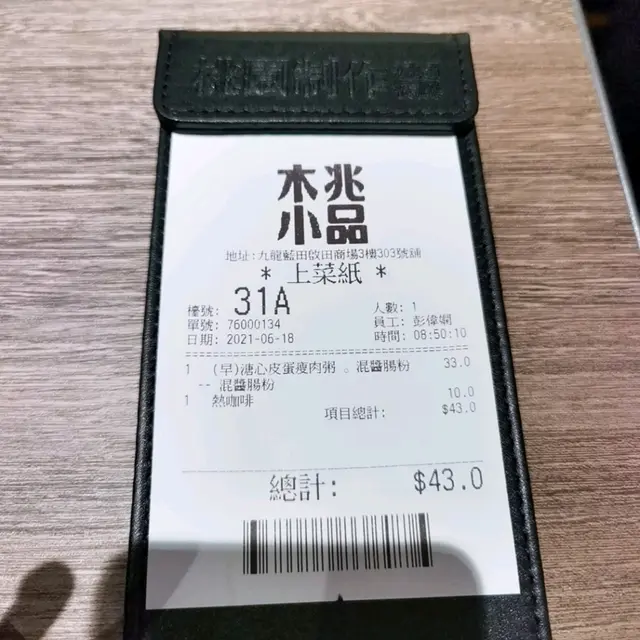 木兆
小品
地址:九龍藍田啟田商場3樓303號舖
* 上菜紙 *
檯號: 31A
人數: 1
單號: 76000134
員工: 彭偉嫻
日期: 2021-06-18
時間: 08:50:10
1 (早)溏心皮蛋瘦肉粥 。混醬腸粉 33.0
-- 混醬腸粉
1 熱咖啡 10.0
項目總計: $43.0
總計: $43.0